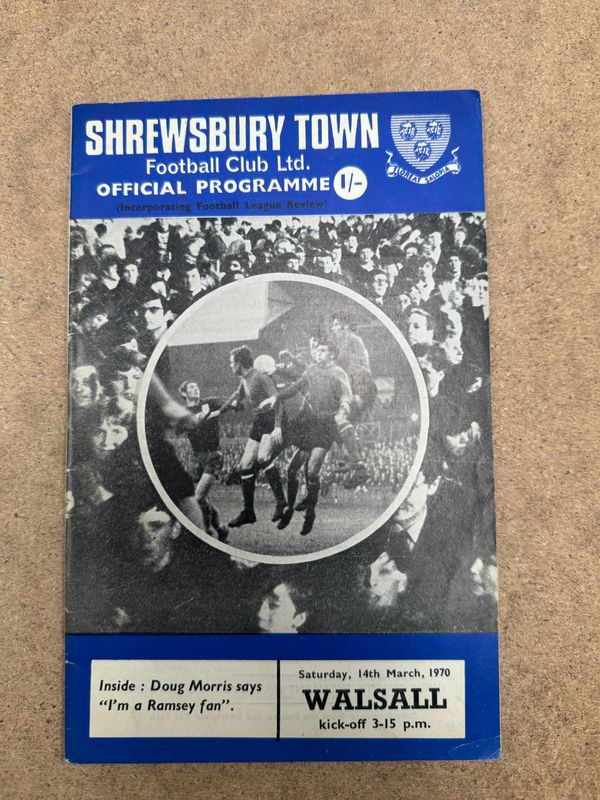 SHREWSBURY TOWN
Football Club Ltd.
OFFICIAL PROGRAMME 1/-
(Incorporating Football League Review)
FLOREAT SALOPIA
Inside : Doug Morris says
"I'm a Ramsey fan".
Saturday, 14th March, 1970
WALSALL
kick-off 3-15 p.m.